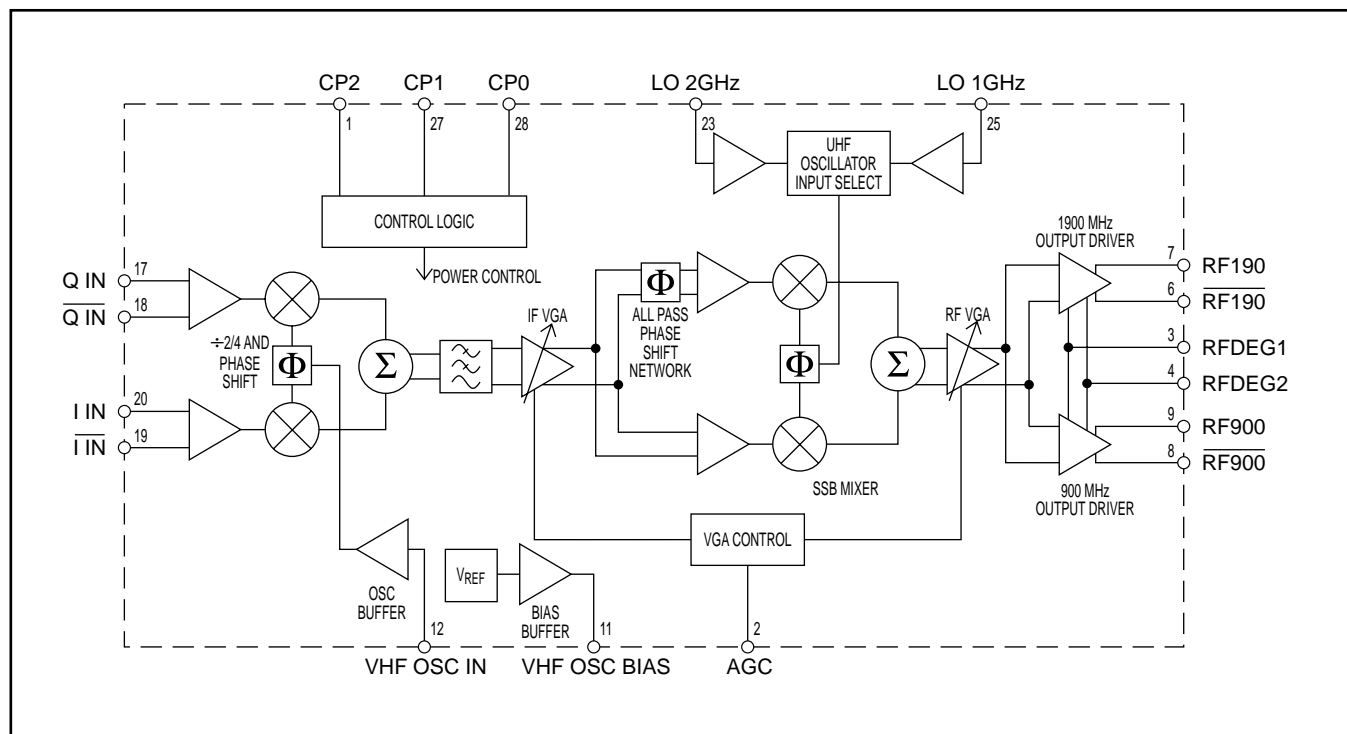 CP2 CP1 CP0 LO 2GHz LO 1GHz
1 27 28 23 25
UHF
OSCILLATOR
INPUT SELECT
CONTROL LOGIC
POWER CONTROL
1900 MHz
OUTPUT DRIVER
17 Q IN
18 Q IN
÷2/4 AND
PHASE
SHIFT
Φ
20 I IN
19 I IN
Σ
IF VGA
Φ
ALL PASS
PHASE
SHIFT
NETWORK
Φ
Σ
RF VGA
SSB MIXER
7 RF190
6 RF190
3 RFDEG1
4 RFDEG2
9 RF900
8 RF900
900 MHz
OUTPUT DRIVER
VGA CONTROL
OSC
BUFFER
VREF
BIAS
BUFFER
12 11 2
VHF OSC IN VHF OSC BIAS AGC